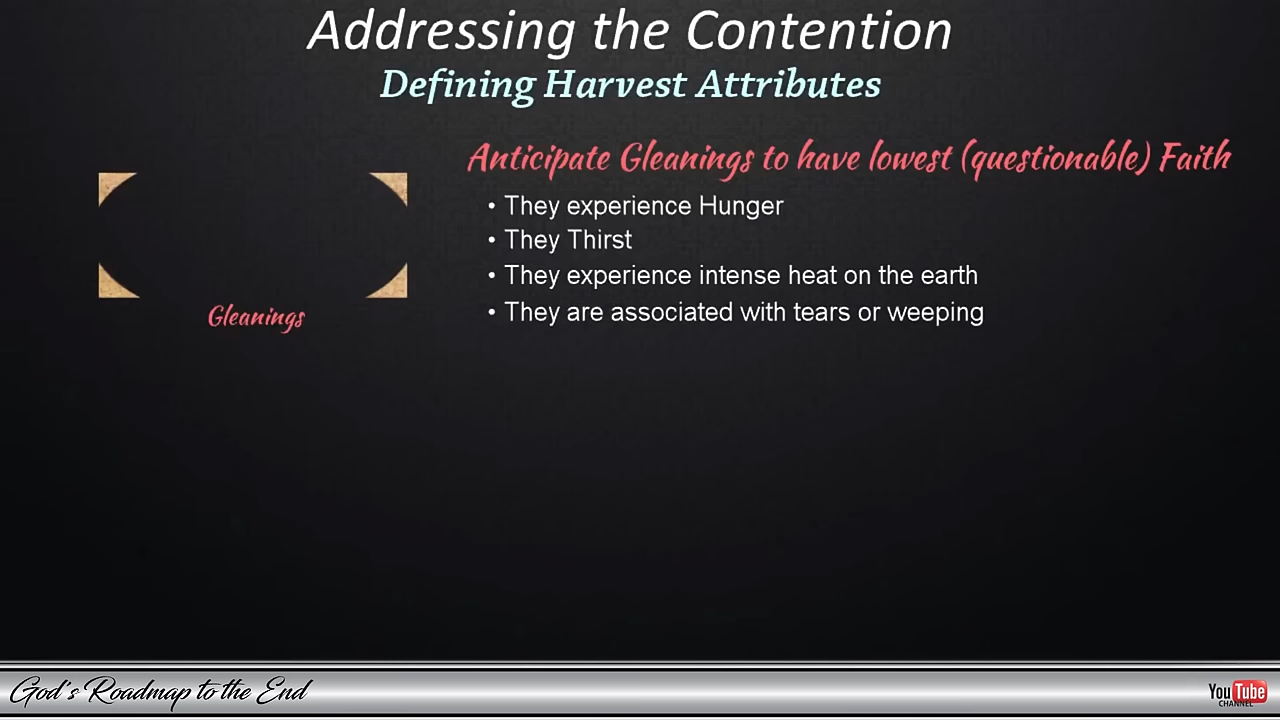 Addressing the Contention
Defining Harvest Attributes
Anticipate Gleanings to have lowest (questionable) Faith
• They experience Hunger
• They Thirst
• They experience intense heat on the earth
• They are associated with tears or weeping
Gleanings
God's Roadmap to the End
YouTube
CHANNEL